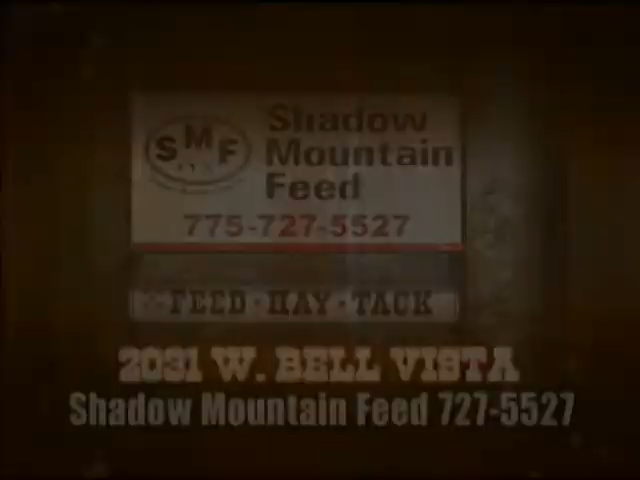 SMF
Shadow
Mountain
Feed
775-727-5527
FEED · HAY · TACK
2031 W. BELL VISTA
Shadow Mountain Feed 727-5527